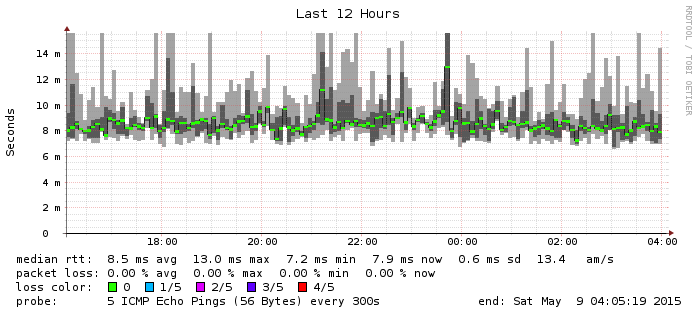 Last 12 Hours
RRDTOOL / TOBI OETIKER
Seconds
14 m
12 m
10 m
8 m
6 m
4 m
2 m
0
18:00 20:00 22:00 00:00 02:00 04:00
median rtt: 8.5 ms avg 13.0 ms max 7.2 ms min 7.9 ms now 0.6 ms sd 13.4 am/s
packet loss: 0.00 % avg 0.00 % max 0.00 % min 0.00 % now
loss color: 0 1/5 2/5 3/5 4/5
probe: 5 ICMP Echo Pings (56 Bytes) every 300s end: Sat May 9 04:05:19 2015